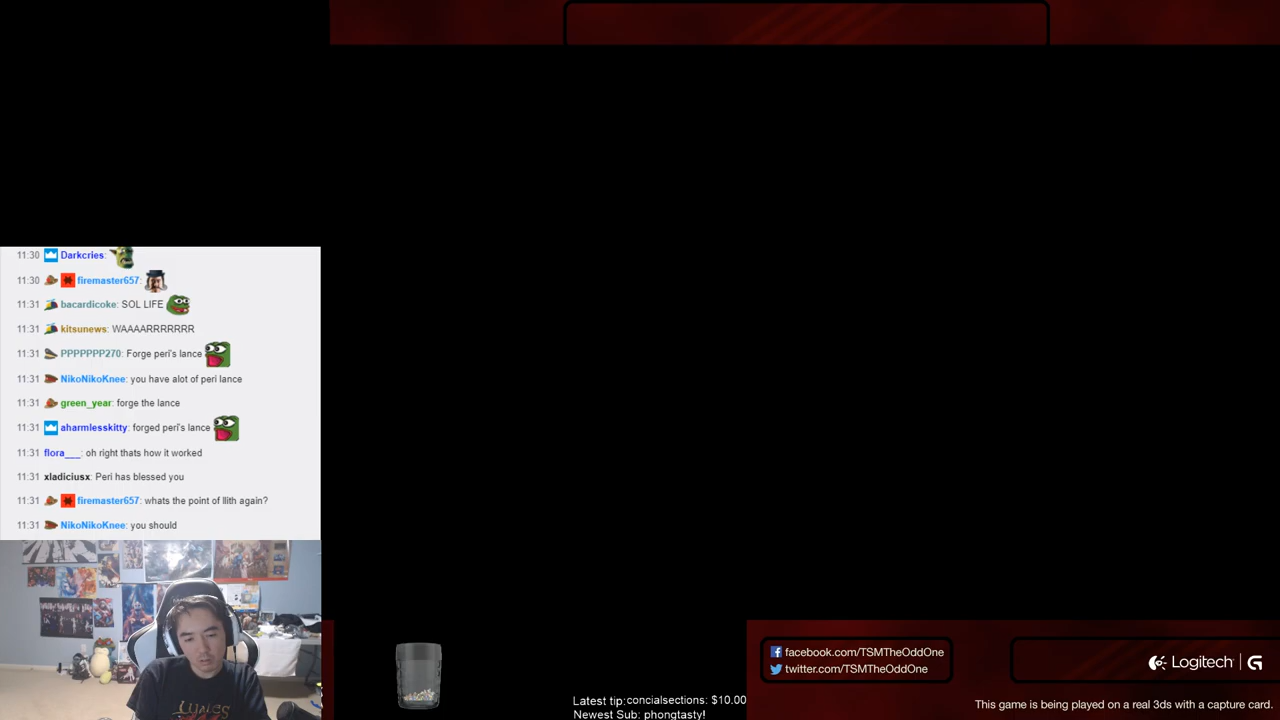 11:30 Darkcries:
11:30 firemaster657:
11:31 bacardicoke: SOL LIFE
11:31 kitsunews: WAAAARRRRRRR
11:31 PPPPPPP270: Forge peri's lance
11:31 NikoNikoKnee: you have alot of peri lance
11:31 green_year: forge the lance
11:31 aharmlesskitty: forged peri's lance
flora___: oh right thats how it worked
11:31 xladiciusx: Peri has blessed you
11:31 firemaster657: whats the point of llith again?
11:31 NikoNikoKnee: you should
facebook.com/TSMTheOddOne
twitter.com/TSMTheOddOne
Logitech G
Latest tip:concialsections: $10.00
Newest Sub: phongtasty!
This game is being played on a real 3ds with a capture card.